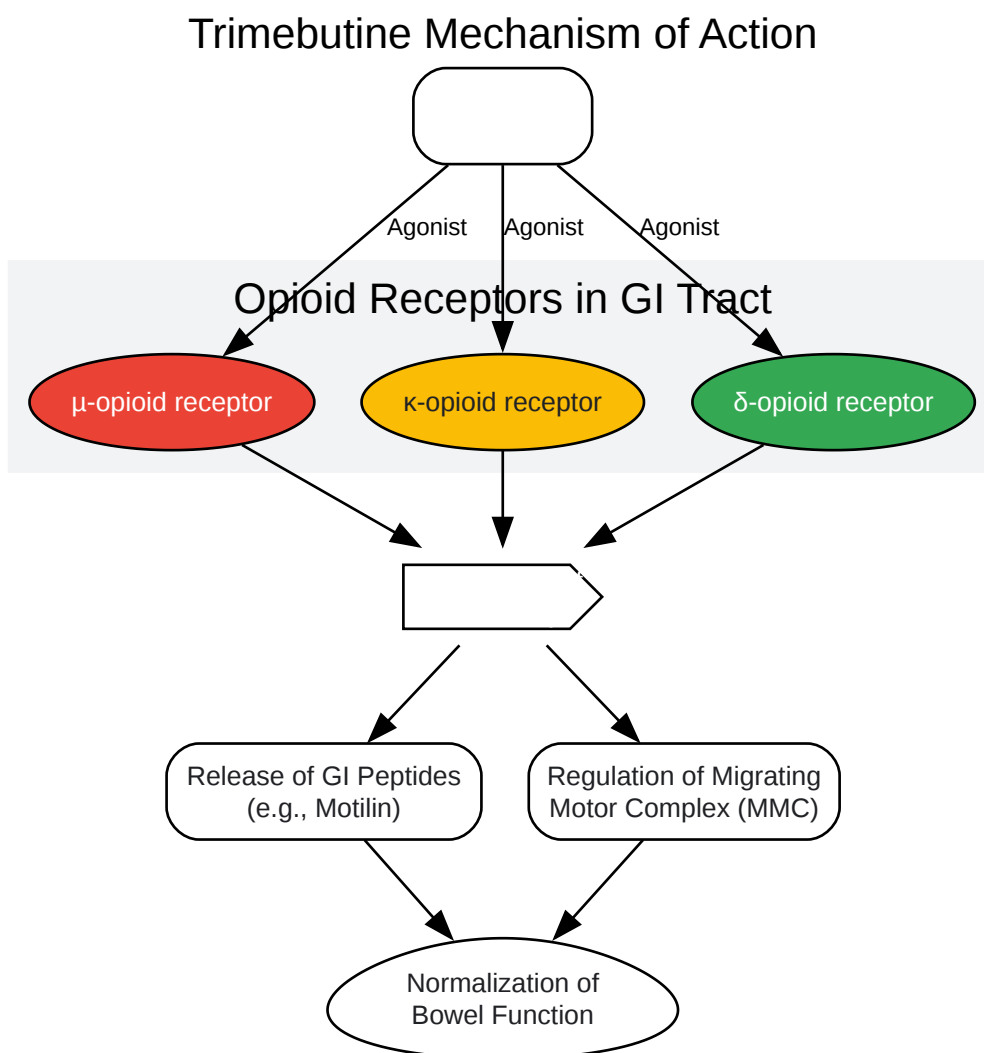 Trimebutine Mechanism of Action
Agonist
Agonist
Agonist
Opioid Receptors in GI Tract
μ-opioid receptor
κ-opioid receptor
δ-opioid receptor
Release of GI Peptides
(e.g., Motilin)
Regulation of Migrating
Motor Complex (MMC)
Normalization of
Bowel Function